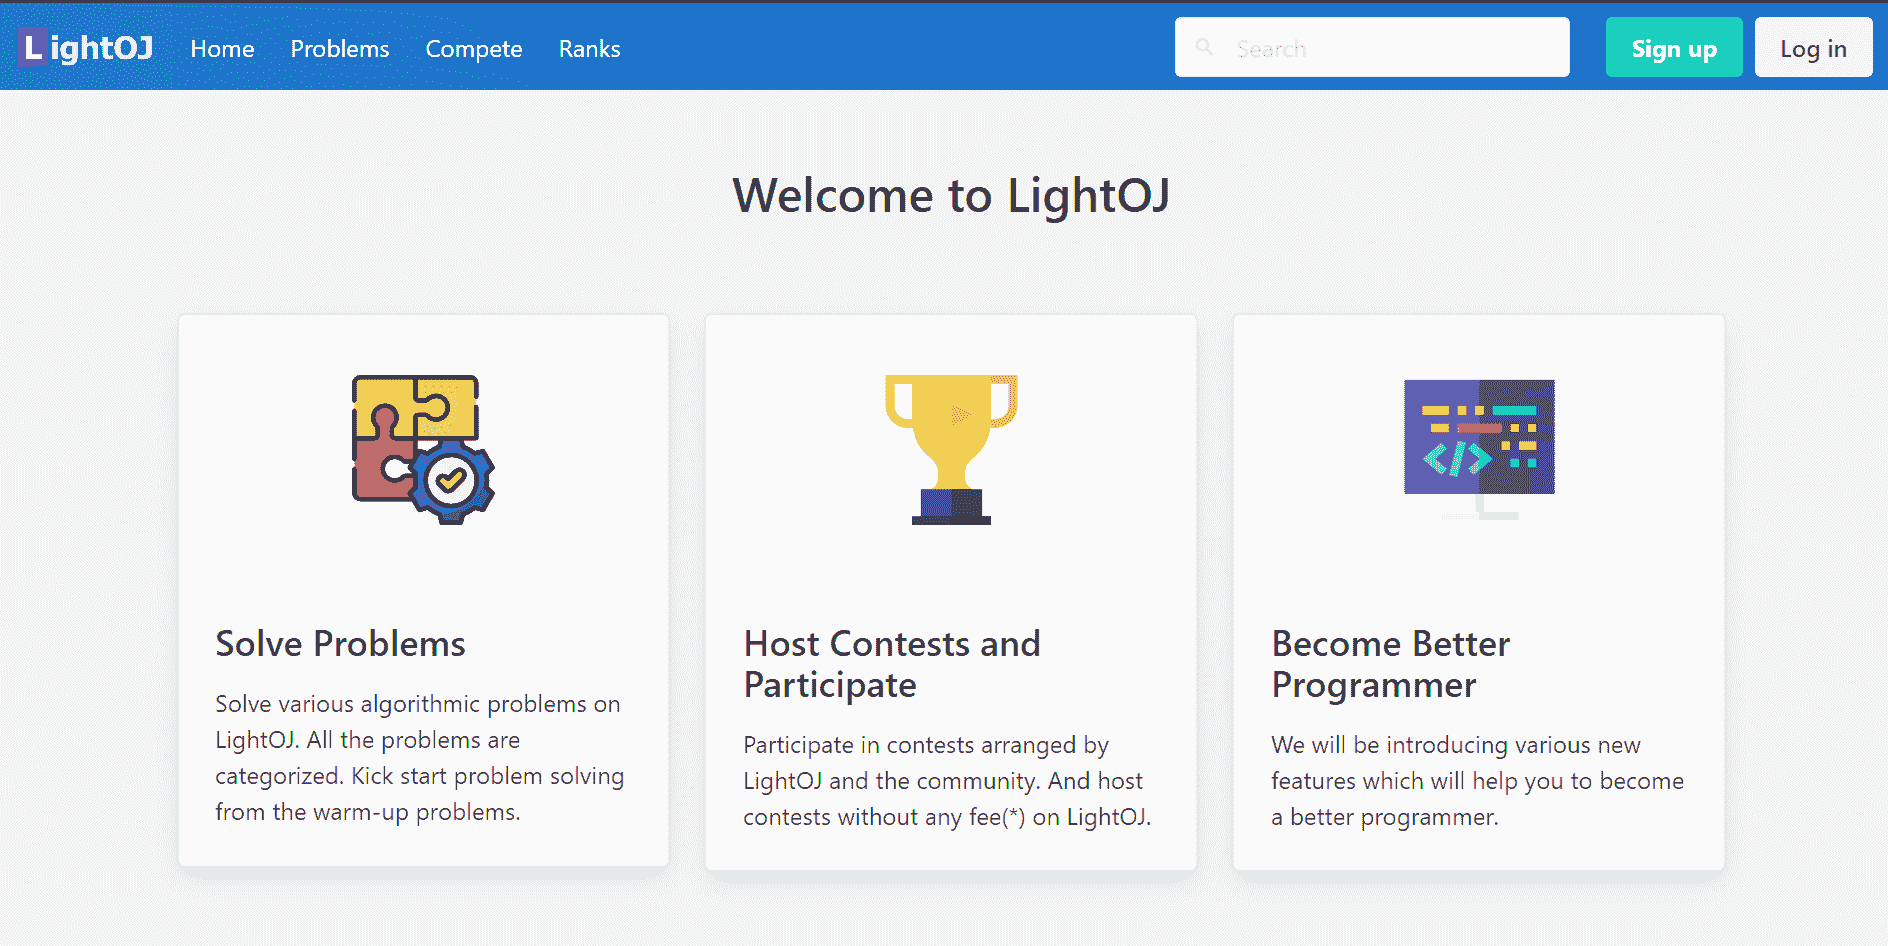 LightOJ Home Problems Compete Ranks Search Sign up Log in
Welcome to LightOJ
</>
Solve Problems
Solve various algorithmic problems on
LightOJ. All the problems are
categorized. Kick start problem solving
from the warm-up problems.
Host Contests and
Participate
Participate in contests arranged by
LightOJ and the community. And host
contests without any fee(*) on LightOJ.
Become Better
Programmer
We will be introducing various new
features which will help you to become
a better programmer.